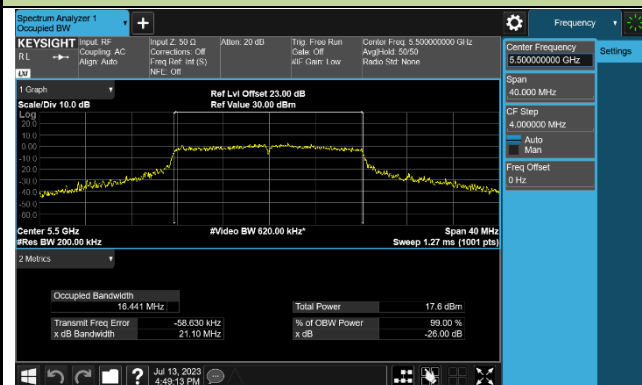 Spectrum Analyzer 1
Occupied BW
Frequency
KEYSIGHT
RL
LXI
Input: RF
Coupling: AC
Align: Auto
Input Z: 50 Ω
Corrections: Off
Freq Ref: Int (S)
NFE: Off
Atten: 20 dB
Trig: Free Run
Gate: Off
#IF Gain: Low
Center Freq: 5.500000000 GHz
Avg|Hold: 50/50
Radio Std: None
Center Frequency
5.500000000 GHz
Settings
Span
40.000 MHz
CF Step
4.000000 MHz
Auto
Man
Freq Offset
0 Hz
1 Graph
Scale/Div 10.0 dB
Ref Lvl Offset 23.00 dB
Ref Value 30.00 dBm
Log
20.0
10.0
0.00
-10.0
-20.0
-30.0
-40.0
-50.0
-60.0
Center 5.5 GHz
#Res BW 200.00 kHz
#Video BW 620.00 kHz*
Span 40 MHz
Sweep 1.27 ms (1001 pts)
2 Metrics
Occupied Bandwidth
16.441 MHz
Total Power 17.6 dBm
Transmit Freq Error -58.630 kHz
% of OBW Power 99.00 %
x dB Bandwidth 21.10 MHz
x dB -26.00 dB
?
Jul 13, 2023
4:49:13 PM